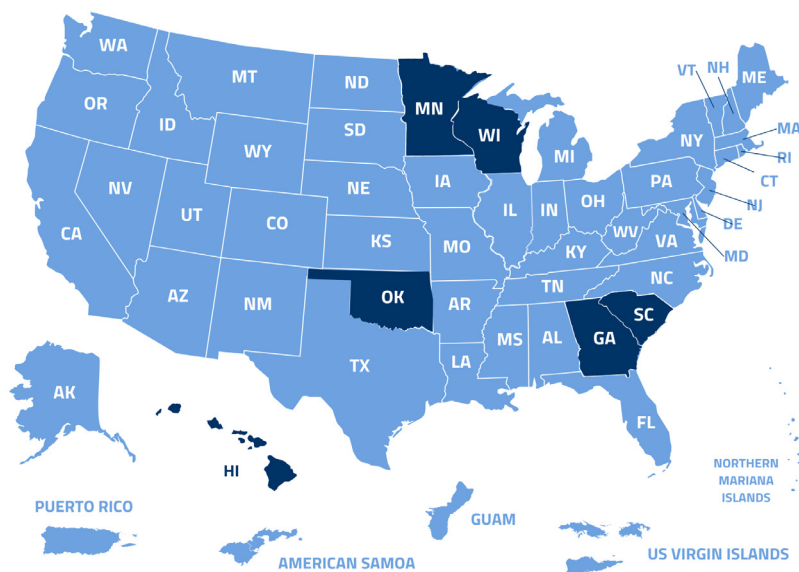 WA
MT
ND
MN
VT
NH
ME
OR
ID
SD
WI
MI
NY
MA
RI
CT
WY
IA
PA
NJ
NV
UT
CO
NE
IL
IN
OH
DE
MD
CA
KS
MO
WV
VA
KY
AZ
NM
OK
AR
TN
NC
SC
TX
LA
MS
AL
GA
FL
AK
HI
NORTHERN
MARIANA
ISLANDS
PUERTO RICO
GUAM
AMERICAN SAMOA
US VIRGIN ISLANDS